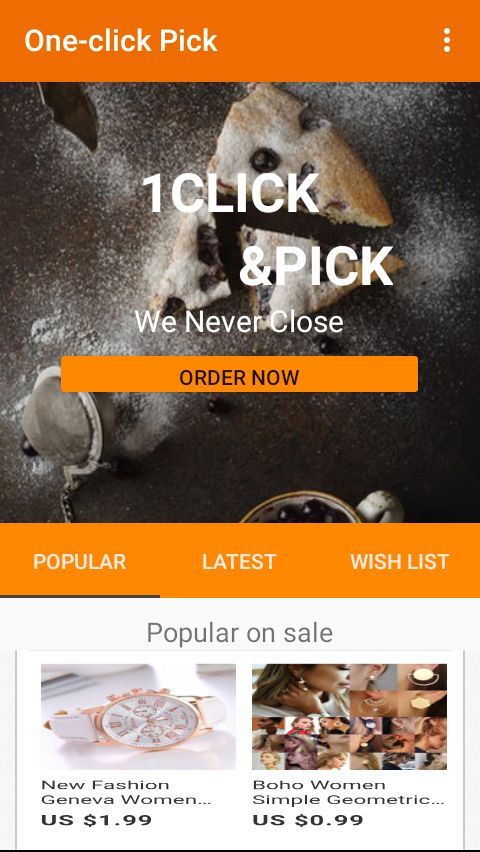 One-click Pick
1CLICK
&PICK
We Never Close
ORDER NOW
POPULAR LATEST WISH LIST
Popular on sale
New Fashion
Geneva Women...
US $1.99
Boho Women
Simple Geometric...
US $0.99